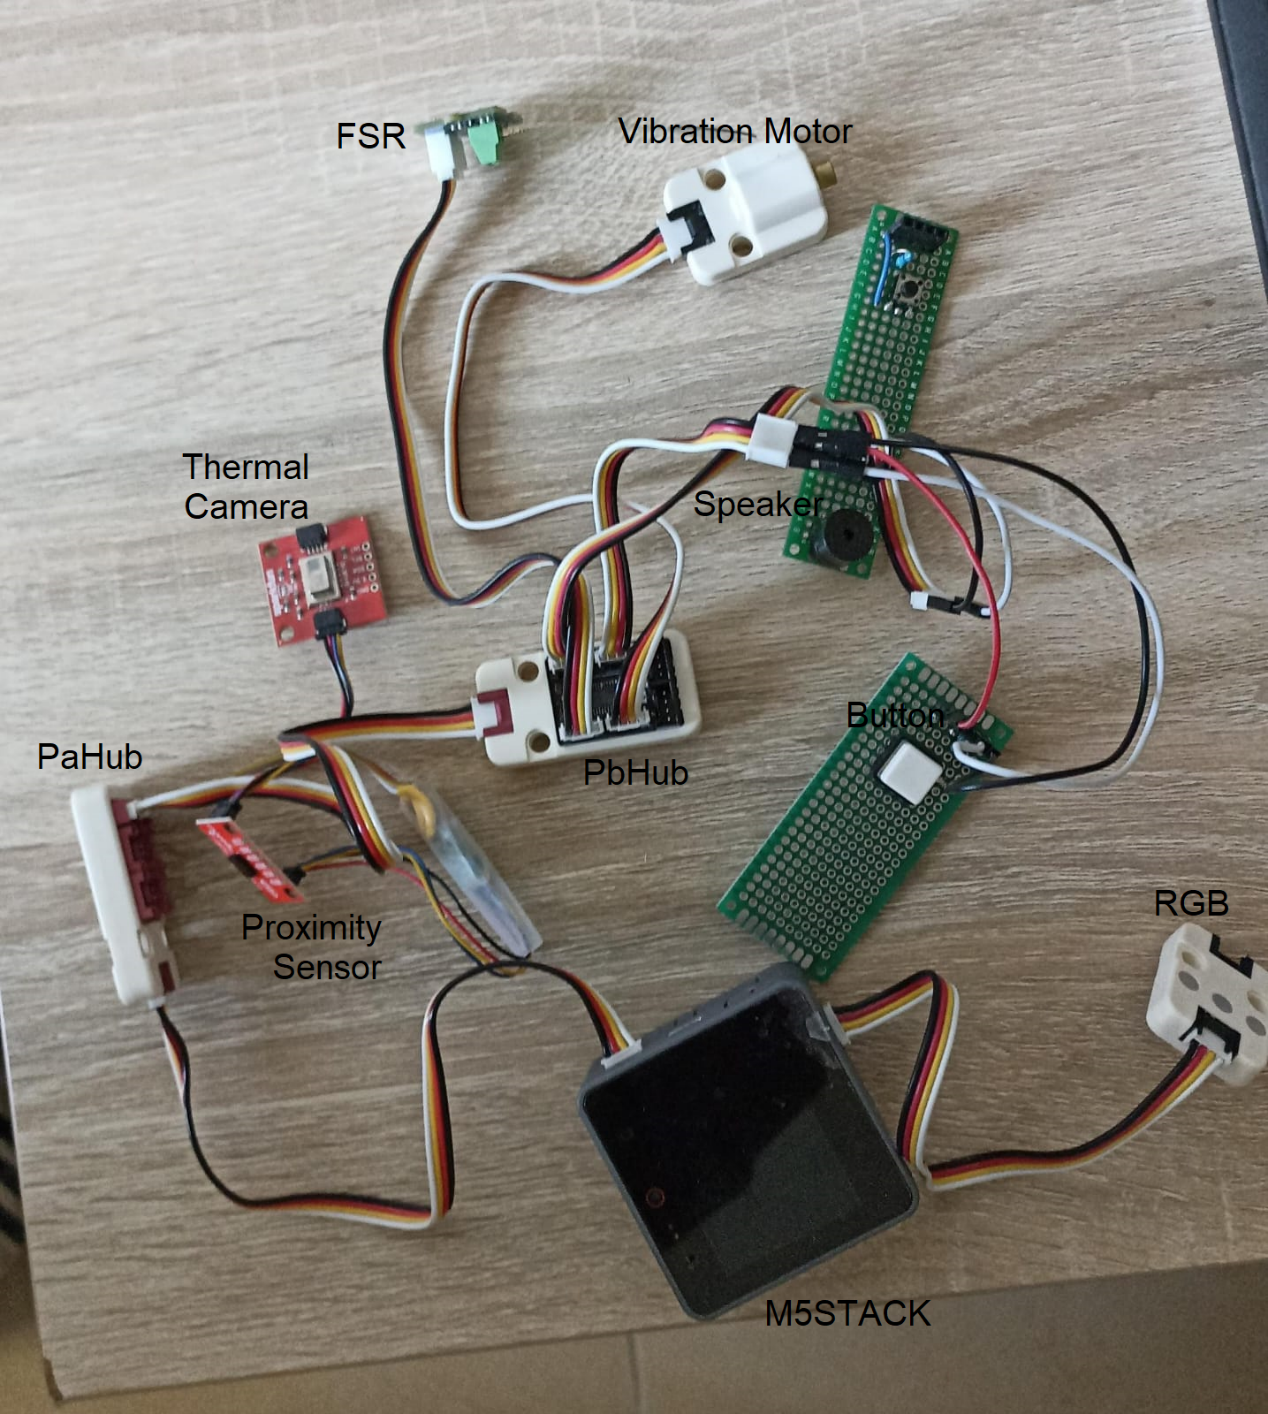 FSR
Vibration Motor
Thermal
Camera
Speaker
Button
PaHub
PbHub
RGB
Proximity
Sensor
M5STACK